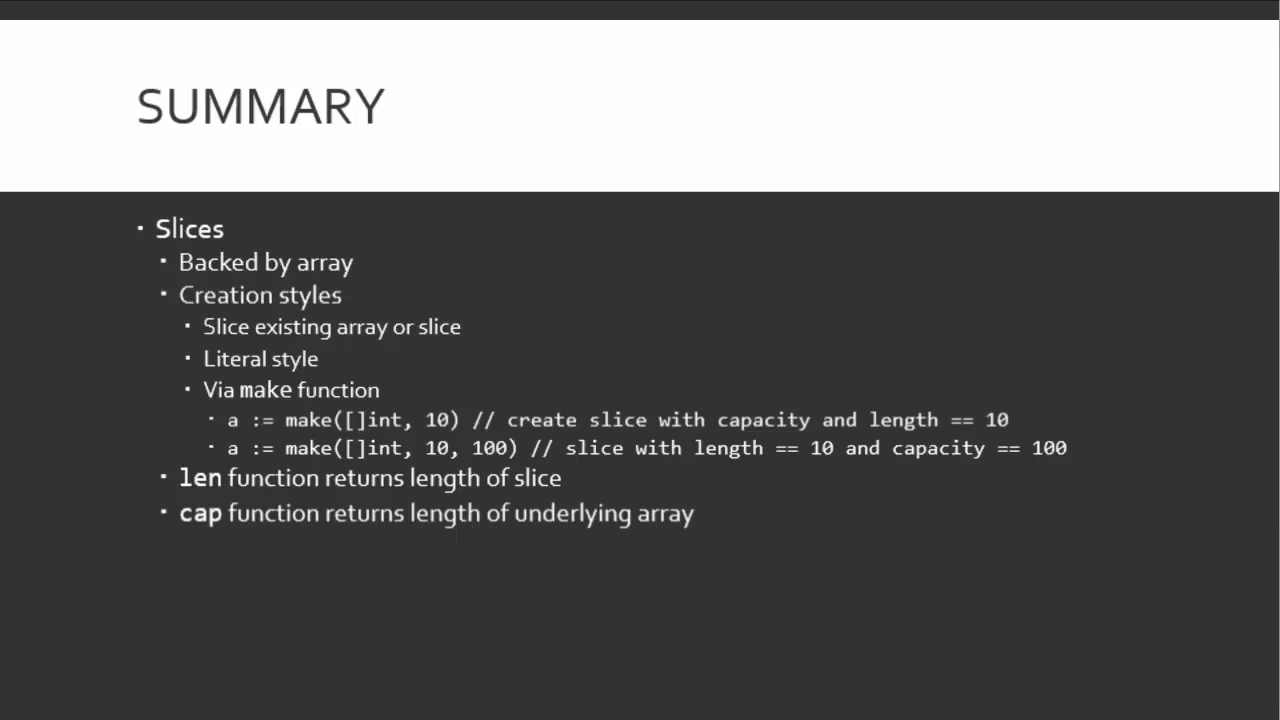 SUMMARY
Slices
Backed by array
Creation styles
Slice existing array or slice
Literal style
Via make function
a := make([]int, 10) // create slice with capacity and length == 10
a := make([]int, 10, 100) // slice with length == 10 and capacity == 100
len function returns length of slice
cap function returns length of underlying array